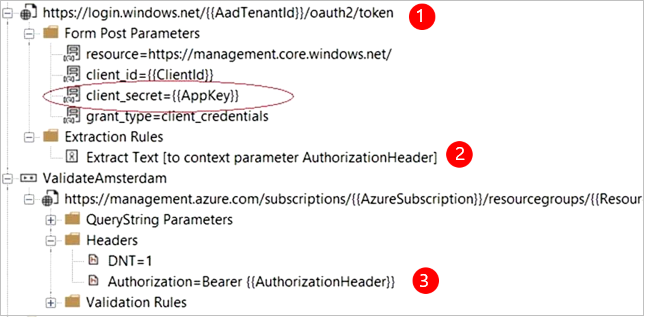 https://login.windows.net/{{AadTenantId}}/oauth2/token 1
Form Post Parameters
resource=https://management.core.windows.net/
client_id={{ClientId}}
client_secret={{AppKey}}
grant_type=client_credentials
Extraction Rules
Extract Text [to context parameter AuthorizationHeader] 2
ValidateAmsterdam
https://management.azure.com/subscriptions/{{AzureSubscription}}/resourcegroups/{{Resour
QueryString Parameters
Headers
DNT=1
Authorization=Bearer {{AuthorizationHeader}} 3
Validation Rules